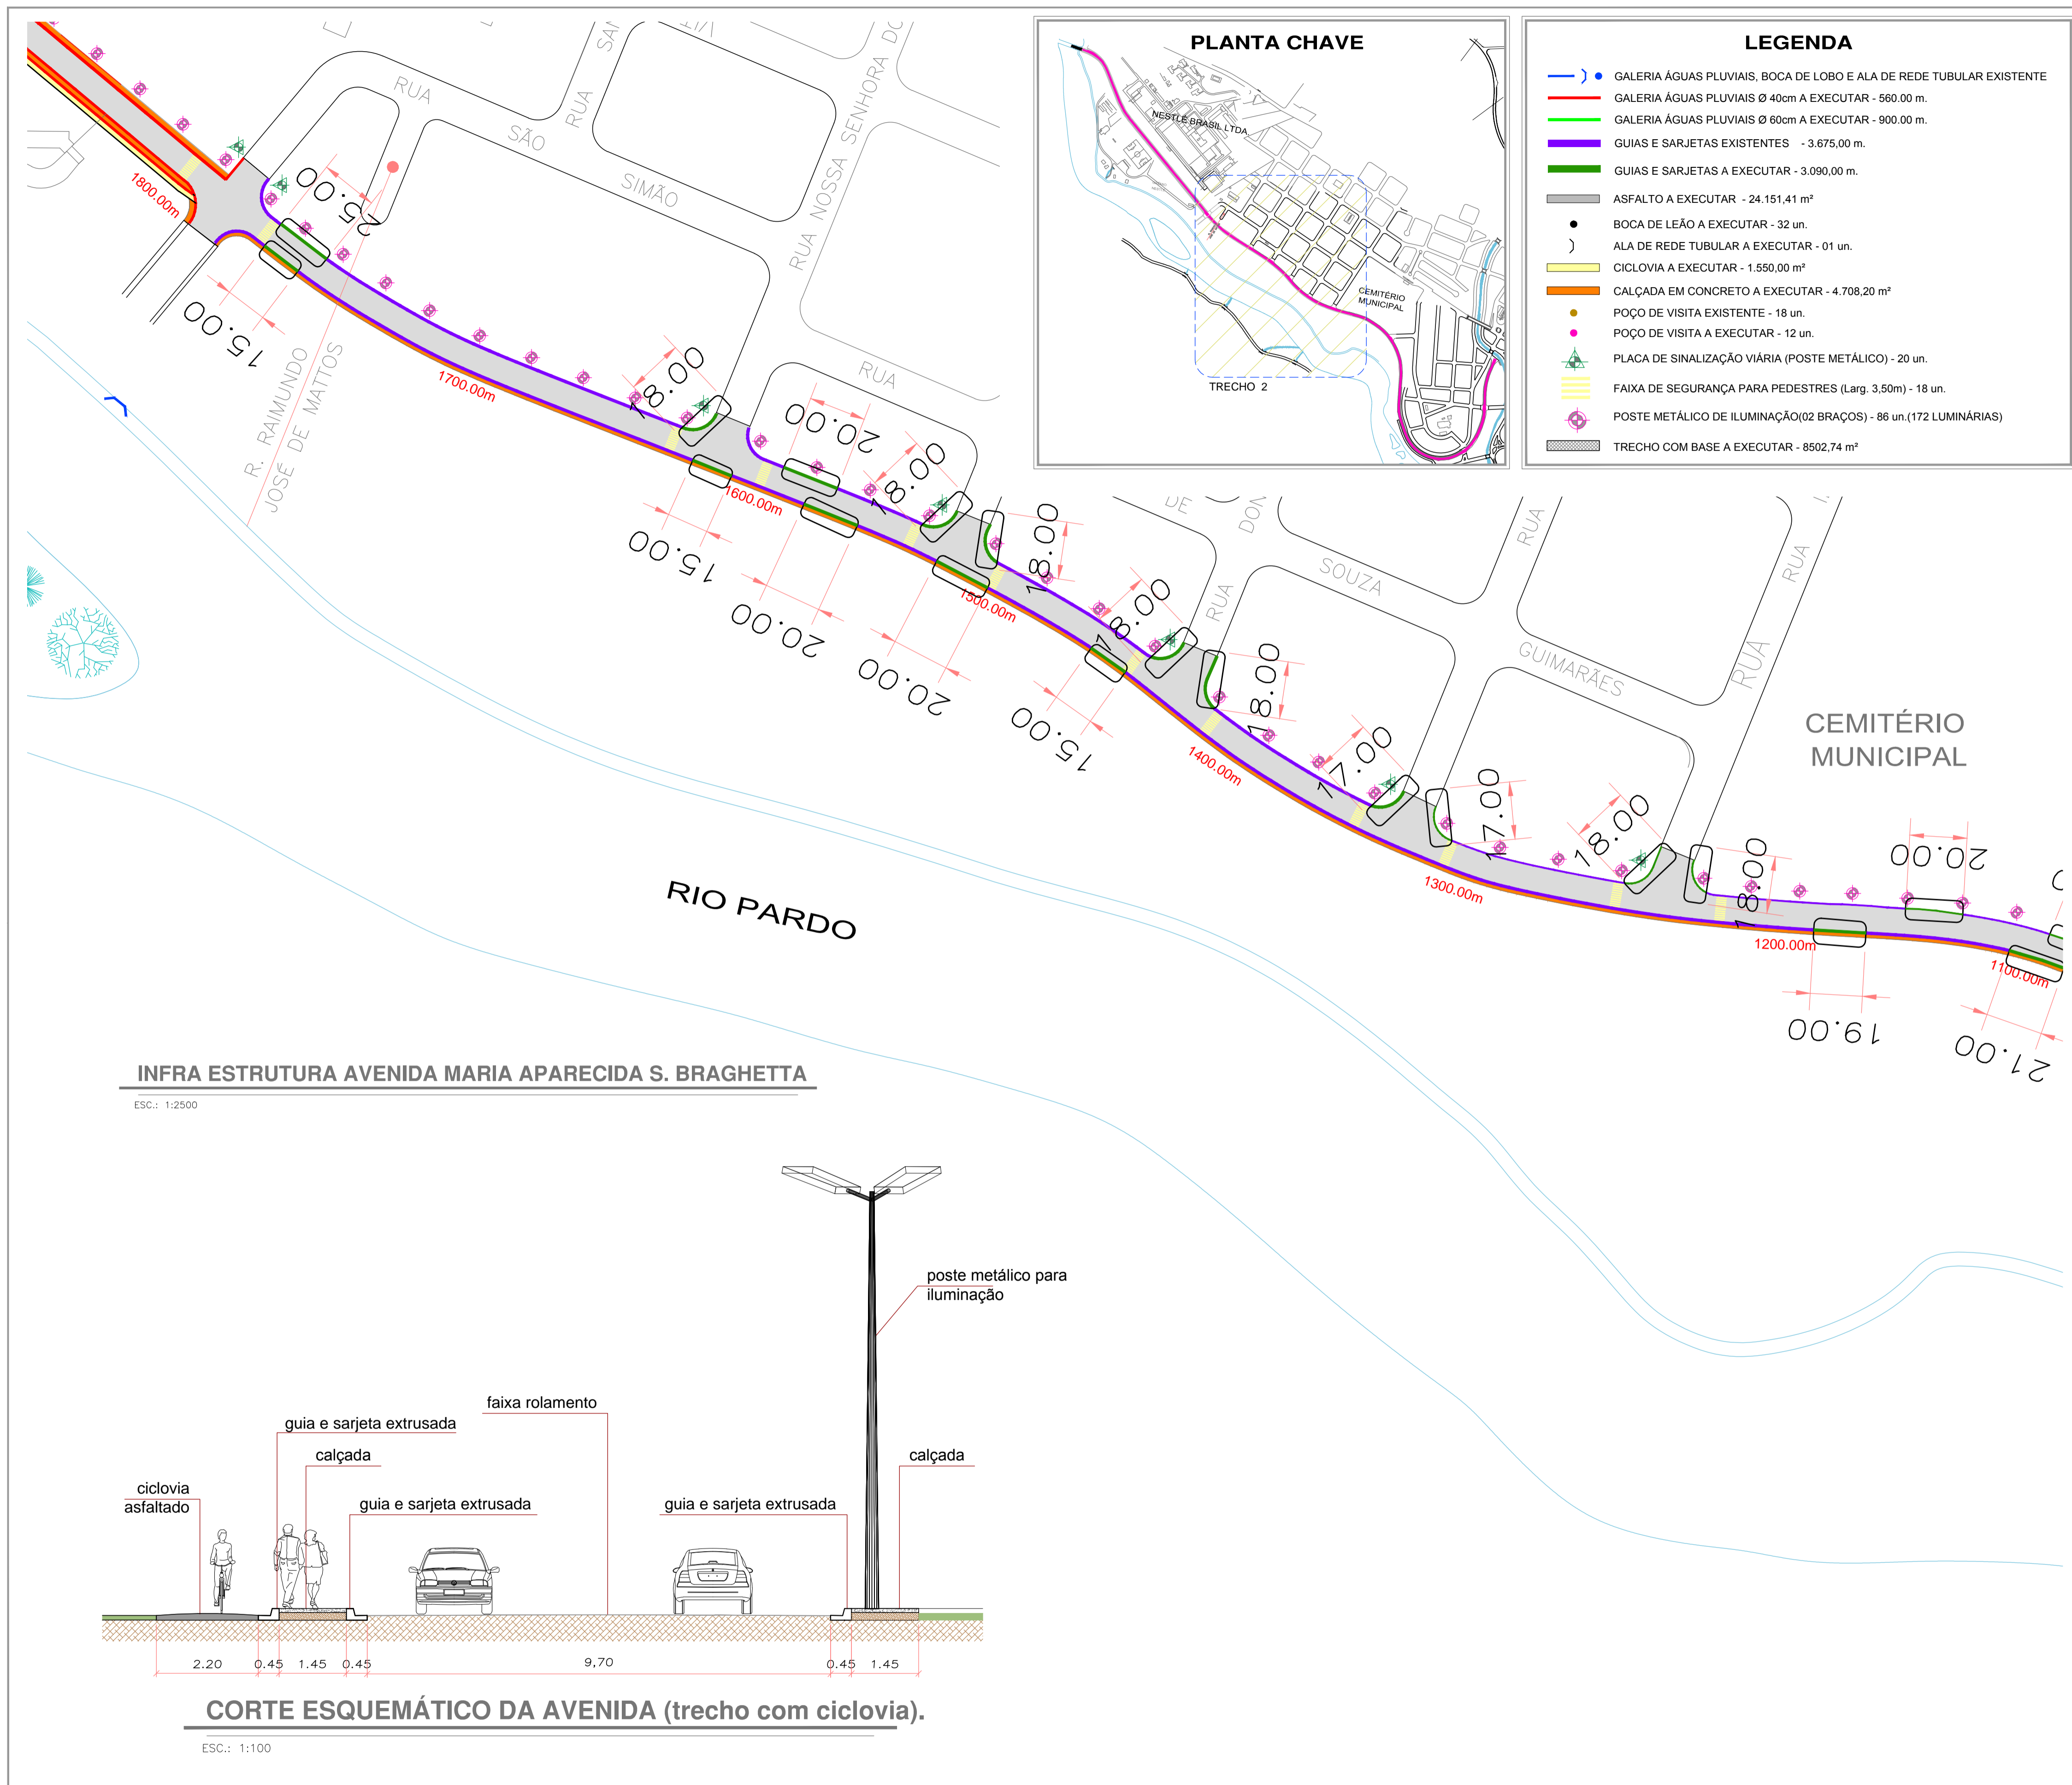 PLANTA CHAVE
NESTLÉ BRASIL LTDA.
CEMITÉRIO
MUNICIPAL
TRECHO 2
LEGENDA
GALERIA ÁGUAS PLUVIAIS, BOCA DE LOBO E ALA DE REDE TUBULAR EXISTENTE
GALERIA ÁGUAS PLUVIAIS Ø 40cm A EXECUTAR - 560.00 m.
GALERIA ÁGUAS PLUVIAIS Ø 60cm A EXECUTAR - 900.00 m.
GUIAS E SARJETAS EXISTENTES - 3.675,00 m.
GUIAS E SARJETAS A EXECUTAR - 3.090,00 m.
ASFALTO A EXECUTAR - 24.151,41 m²
BOCA DE LEÃO A EXECUTAR - 32 un.
ALA DE REDE TUBULAR A EXECUTAR - 01 un.
CICLOVIA A EXECUTAR - 1.550,00 m²
CALÇADA EM CONCRETO A EXECUTAR - 4.708,20 m²
POÇO DE VISITA EXISTENTE - 18 un.
POÇO DE VISITA A EXECUTAR - 12 un.
PLACA DE SINALIZAÇÃO VIÁRIA (POSTE METÁLICO) - 20 un.
FAIXA DE SEGURANÇA PARA PEDESTRES (Larg. 3,50m) - 18 un.
POSTE METÁLICO DE ILUMINAÇÃO(02 BRAÇOS) - 86 un.(172 LUMINÁRIAS)
TRECHO COM BASE A EXECUTAR - 8502,74 m²
RUA
SÃO
SIMÃO
RUA
RUA NOSSA SENHORA DO
RUA
1800.00m
25.00
15.00
R. RAIMUNDO
JOSÉ DE MATTOS
1700.00m
18.00
20.00
18.00
1600.00m
15.00
20.00
20.00
18.00
1500.00m
18.00
15.00
DE
SOUZA
GUIMARÃES
RUA
RUA
RUA
RUA
18.00
1400.00m
17.00
17.00
1300.00m
18.00
18.00
20.00
1200.00m
19.00
1100.00m
21.00
CEMITÉRIO
MUNICIPAL
RIO PARDO
INFRA ESTRUTURA AVENIDA MARIA APARECIDA S. BRAGHETTA
ESC.: 1:2500
poste metálico para
iluminação
faixa rolamento
guia e sarjeta extrusada
calçada
calçada
ciclovia
asfaltado
guia e sarjeta extrusada
guia e sarjeta extrusada
2.20 0.45 1.45 0.45 9,70 0.45 1.45
CORTE ESQUEMÁTICO DA AVENIDA (trecho com ciclovia).
ESC.: 1:100